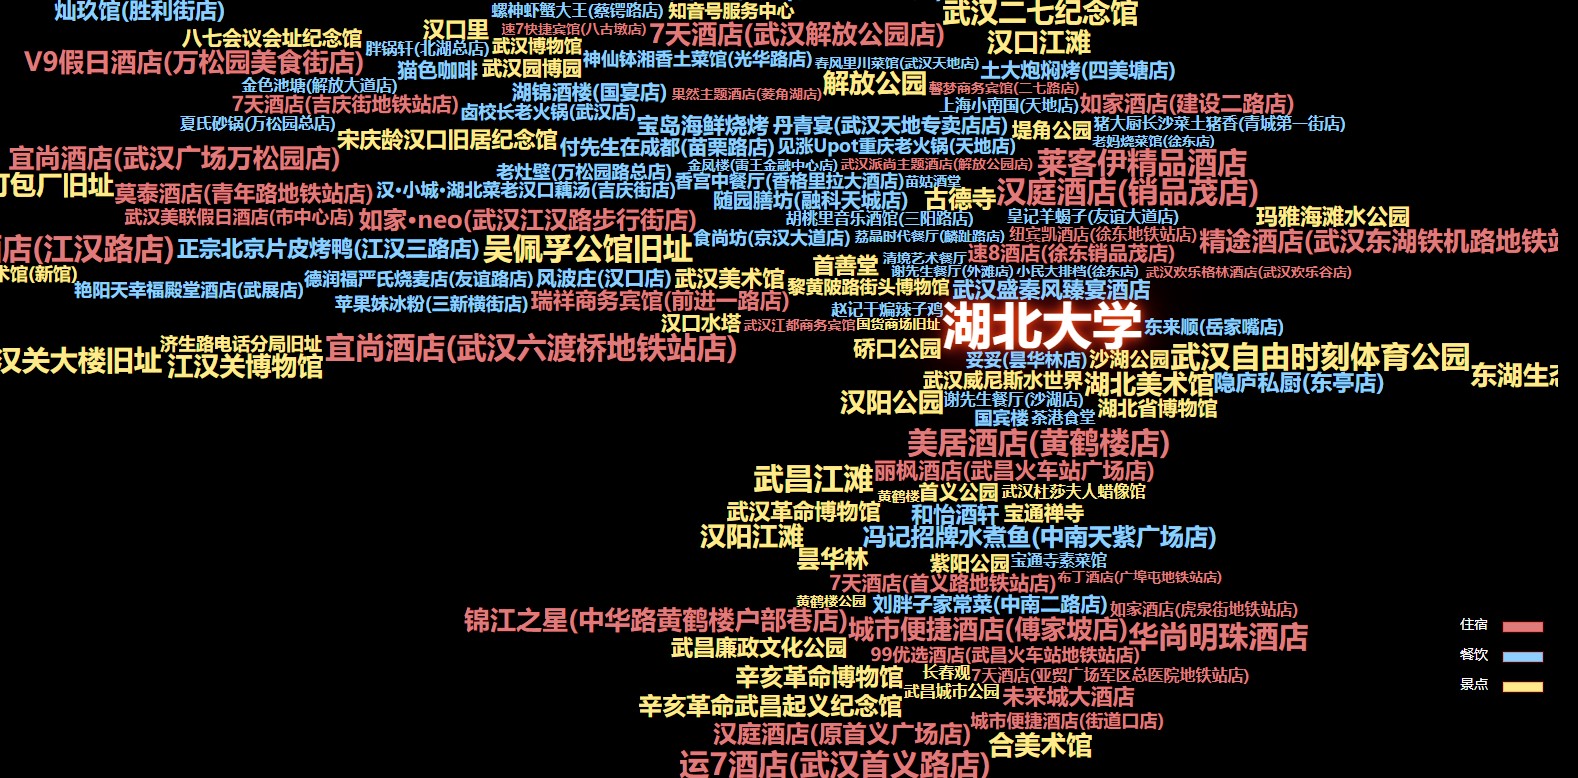 灿玖馆(胜利街店)
螺神虾蟹大王(蔡锷路店)
知音号服务中心
武汉二七纪念馆
汉口里
速7快捷宾馆(八古墩店)
7天酒店(武汉解放公园店)
汉口江滩
八七会议会址纪念馆
胖锅轩(北湖总店)
武汉博物馆
V9假日酒店(万松园美食街店)
猫色咖啡
武汉园博园
神仙钵湘香土菜馆(光华路店)
春风里川菜馆(武汉天地)
土大炮焖烤(四美塘店)
金色池塘(解放大道店)
湖锦酒楼(国宴店)
果然主题酒店(菱角湖店)
解放公园
馨梦商务宾馆(二七路店)
7天酒店(吉庆街地铁站店)
卤校长老火锅(武汉店)
上海小南国(天地店)
如家酒店(建设二路店)
夏氏砂锅(万松园总店)
宋庆龄汉口旧居纪念馆
宝岛海鲜烧烤
丹青宴(武汉天地专卖店店)
堤角公园
猪大厨长沙菜土猪香(青城第一街店)
付先生在成都(苗栗路店)
见涨Upot重庆老火锅(天地店)
老妈烧菜馆(徐东店)
宜尚酒店(武汉广场万松园店)
老灶壁(万松园路总店)
金凤楼(雷王金融中心店)
武汉派尚主题酒店(解放公园店)
莱客伊精品酒店
打包厂旧址
莫泰酒店(青年路地铁站店)
汉•小城•湖北菜老汉口藕汤(吉庆街店)
香宫中餐厅(香格里拉大酒店)
苗姑酒堂
随园膳坊(融科天城店)
古德寺
汉庭酒店(销品茂店)
武汉美联假日酒店(市中心店)
如家•neo(武汉江汉路步行街店)
胡桃里音乐酒馆(三阳路店)
皇记羊蝎子(友谊大道店)
玛雅海滩水公园
酒店(江汉路店)
正宗北京片皮烤鸭(江汉三路店)
吴佩孚公馆旧址
食尚坊(京汉大道店)
荔晶时代餐厅(麟趾路店)
纽宾凯酒店(徐东地铁站店)
精途酒店(武汉东湖铁机路地铁站
术馆(新馆)
首善堂
清境艺术餐厅
速8酒店(徐东销品茂店)
艳阳天幸福殿堂酒店(武展店)
德润福严氏烧麦店(友谊路店)
风波庄(汉口店)
武汉美术馆
谢先生餐厅(外滩店)
小民大排档(徐东店)
武汉欢乐格林酒店(武汉欢乐谷店)
黎黄陂路街头博物馆
武汉盛秦风臻宴酒店
苹果妹冰粉(三新横街店)
瑞祥商务宾馆(前进一路店)
赵记干煸辣子鸡
汉口水塔
武汉江都商务宾馆
国货商场旧址
湖北大学
东来顺(岳家嘴店)
汉关大楼旧址
济生路电话分局旧址
江汉关博物馆
宜尚酒店(武汉六渡桥地铁站店)
硚口公园
妥妥(昙华林店)
沙湖公园
武汉自由时刻体育公园
东湖生态
武汉威尼斯水世界
湖北美术馆
隐庐私厨(东亭店)
汉阳公园
谢先生餐厅(沙湖店)
湖北省博物馆
国宾楼
茶港食堂
美居酒店(黄鹤楼店)
武昌江滩
丽枫酒店(武昌火车站广场店)
黄鹤楼
首义公园
武汉杜莎夫人蜡像馆
武汉革命博物馆
和怡酒轩
宝通禅寺
汉阳江滩
冯记招牌水煮鱼(中南天紫广场店)
昙华林
紫阳公园
宝通寺素菜馆
7天酒店(首义路地铁站店)
布丁酒店(广埠屯地铁站店)
黄鹤楼公园
刘胖子家常菜(中南二路店)
如家酒店(虎泉街地铁站店)
锦江之星(中华路黄鹤楼户部巷店)
城市便捷酒店(傅家坡店)
华尚明珠酒店
住宿
武昌廉政文化公园
99优选酒店(武昌火车站地铁站店)
餐饮
辛亥革命博物馆
长春观
7天酒店(亚贸广场军区总医院地铁站店)
景点
武昌城市公园
未来城大酒店
辛亥革命武昌起义纪念馆
汉庭酒店(原首义广场店)
城市便捷酒店(街道口店)
合美术馆
运7酒店(武汉首义路店)